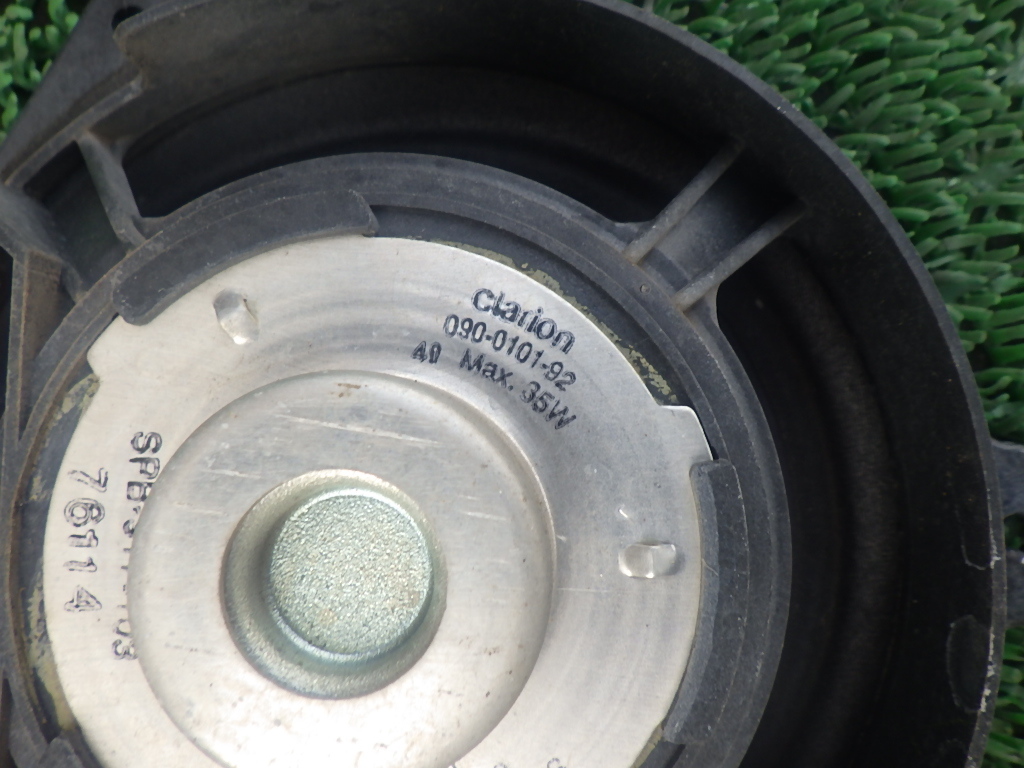 Clarion
090-0101-92
4Ω Max. 35W
76114